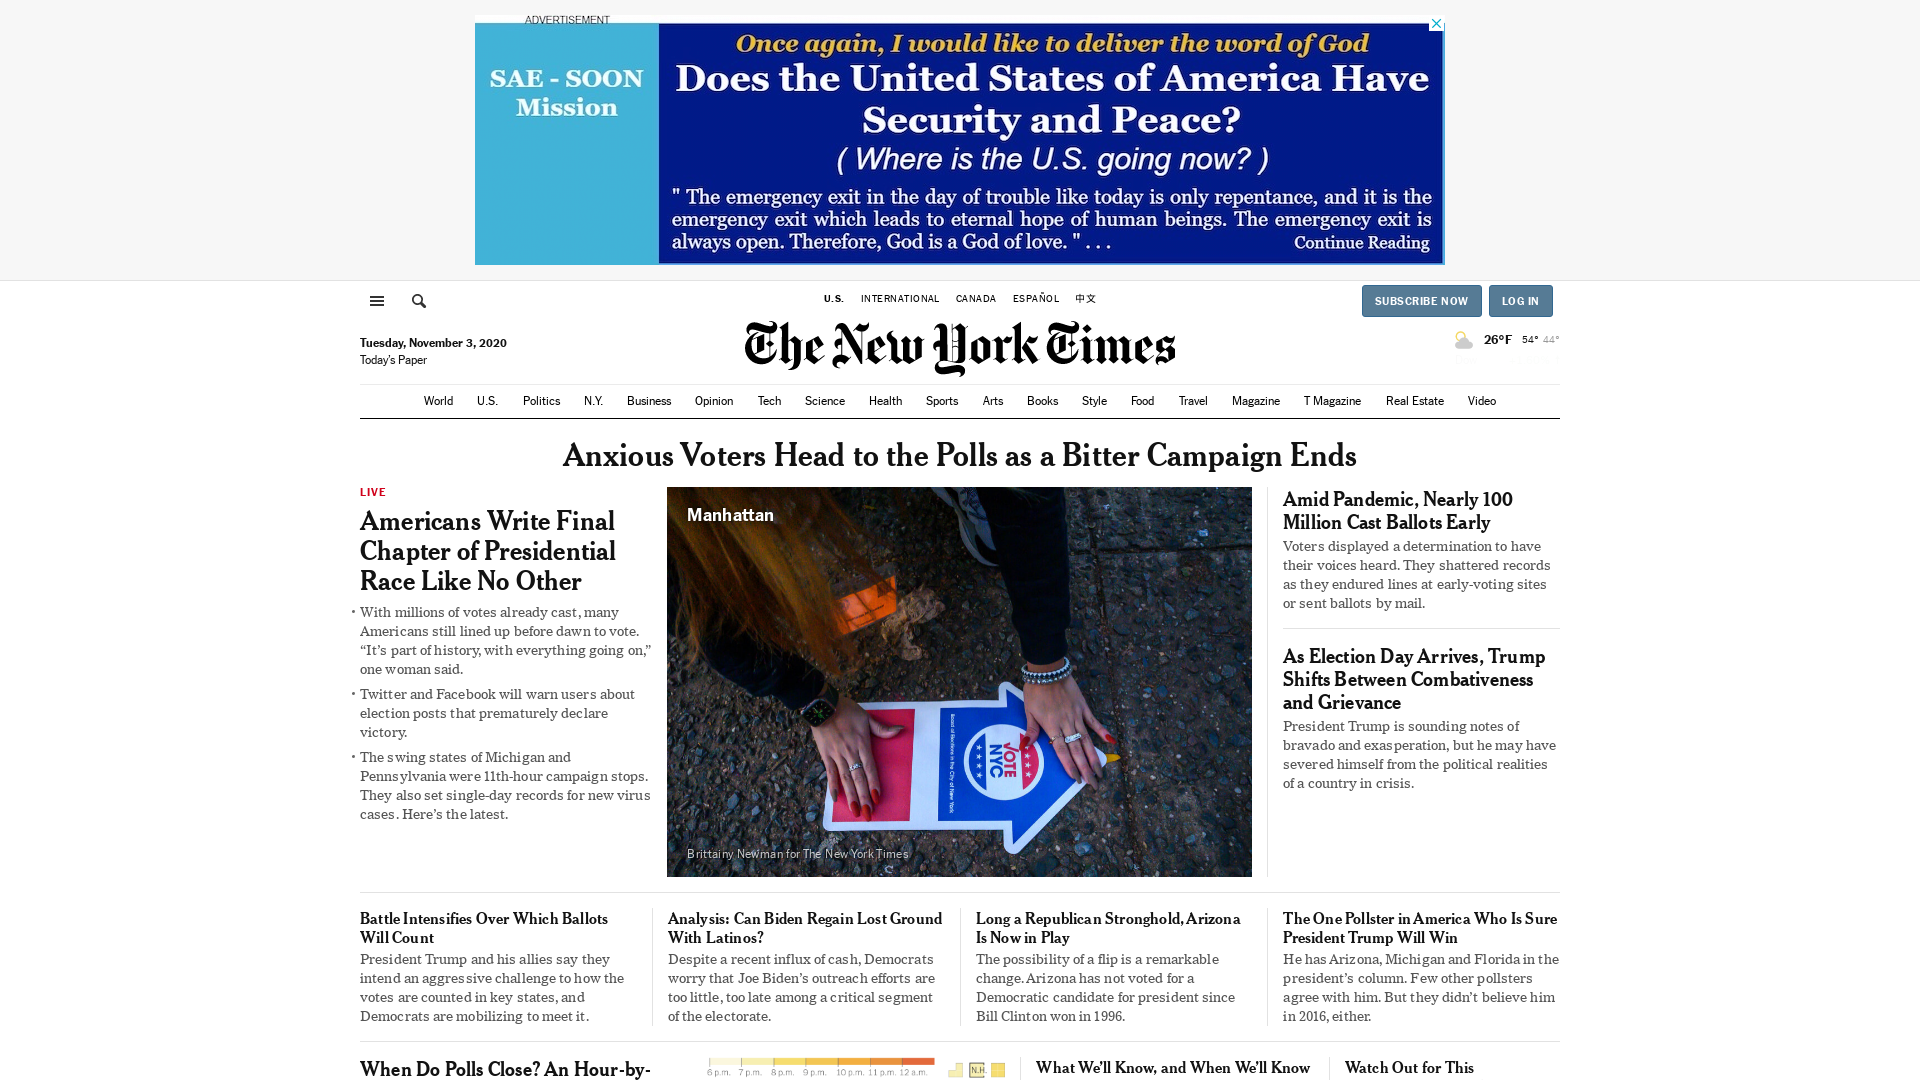 ADVERTISEMENT
SAE - SOON
Mission
Once again, I would like to deliver the word of God
Does the United States of America Have
Security and Peace?
( Where is the U.S. going now? )
" The emergency exit in the day of trouble like today is only repentance, and it is the
emergency exit which leads to eternal hope of human beings. The emergency exit is
always open. Therefore, God is a God of love. " . . .
Continue Reading
U.S. INTERNATIONAL CANADA ESPAÑOL 中文
SUBSCRIBE NOW LOG IN
Tuesday, November 3, 2020
Today's Paper
The New York Times
26°F 54° 44°
World U.S. Politics N.Y. Business Opinion Tech Science Health Sports Arts Books Style Food Travel Magazine T Magazine Real Estate Video
Anxious Voters Head to the Polls as a Bitter Campaign Ends
LIVE
Americans Write Final
Chapter of Presidential
Race Like No Other
• With millions of votes already cast, many
Americans still lined up before dawn to vote.
“It’s part of history, with everything going on,”
one woman said.
• Twitter and Facebook will warn users about
election posts that prematurely declare
victory.
• The swing states of Michigan and
Pennsylvania were 11th-hour campaign stops.
They also set single-day records for new virus
cases. Here’s the latest.
Manhattan
VOTE
NYC
Board of Elections in the City of New York
Brittainy Newman for The New York Times
Amid Pandemic, Nearly 100
Million Cast Ballots Early
Voters displayed a determination to have
their voices heard. They shattered records
as they endured lines at early-voting sites
or sent ballots by mail.
As Election Day Arrives, Trump
Shifts Between Combativeness
and Grievance
President Trump is sounding notes of
bravado and exasperation, but he may have
severed himself from the political realities
of a country in crisis.
Battle Intensifies Over Which Ballots
Will Count
President Trump and his allies say they
intend an aggressive challenge to how the
votes are counted in key states, and
Democrats are mobilizing to meet it.
Analysis: Can Biden Regain Lost Ground
With Latinos?
Despite a recent influx of cash, Democrats
worry that Joe Biden’s outreach efforts are
too little, too late among a critical segment
of the electorate.
Long a Republican Stronghold, Arizona
Is Now in Play
The possibility of a flip is a remarkable
change. Arizona has not voted for a
Democratic candidate for president since
Bill Clinton won in 1996.
The One Pollster in America Who Is Sure
President Trump Will Win
He has Arizona, Michigan and Florida in the
president’s column. Few other pollsters
agree with him. But they didn’t believe him
in 2016, either.
When Do Polls Close? An Hour-by-
6 p.m. 7 p.m. 8 p.m. 9 p.m. 10 p.m. 11 p.m. 12 a.m.
N.H.
What We’ll Know, and When We’ll Know
Watch Out for This